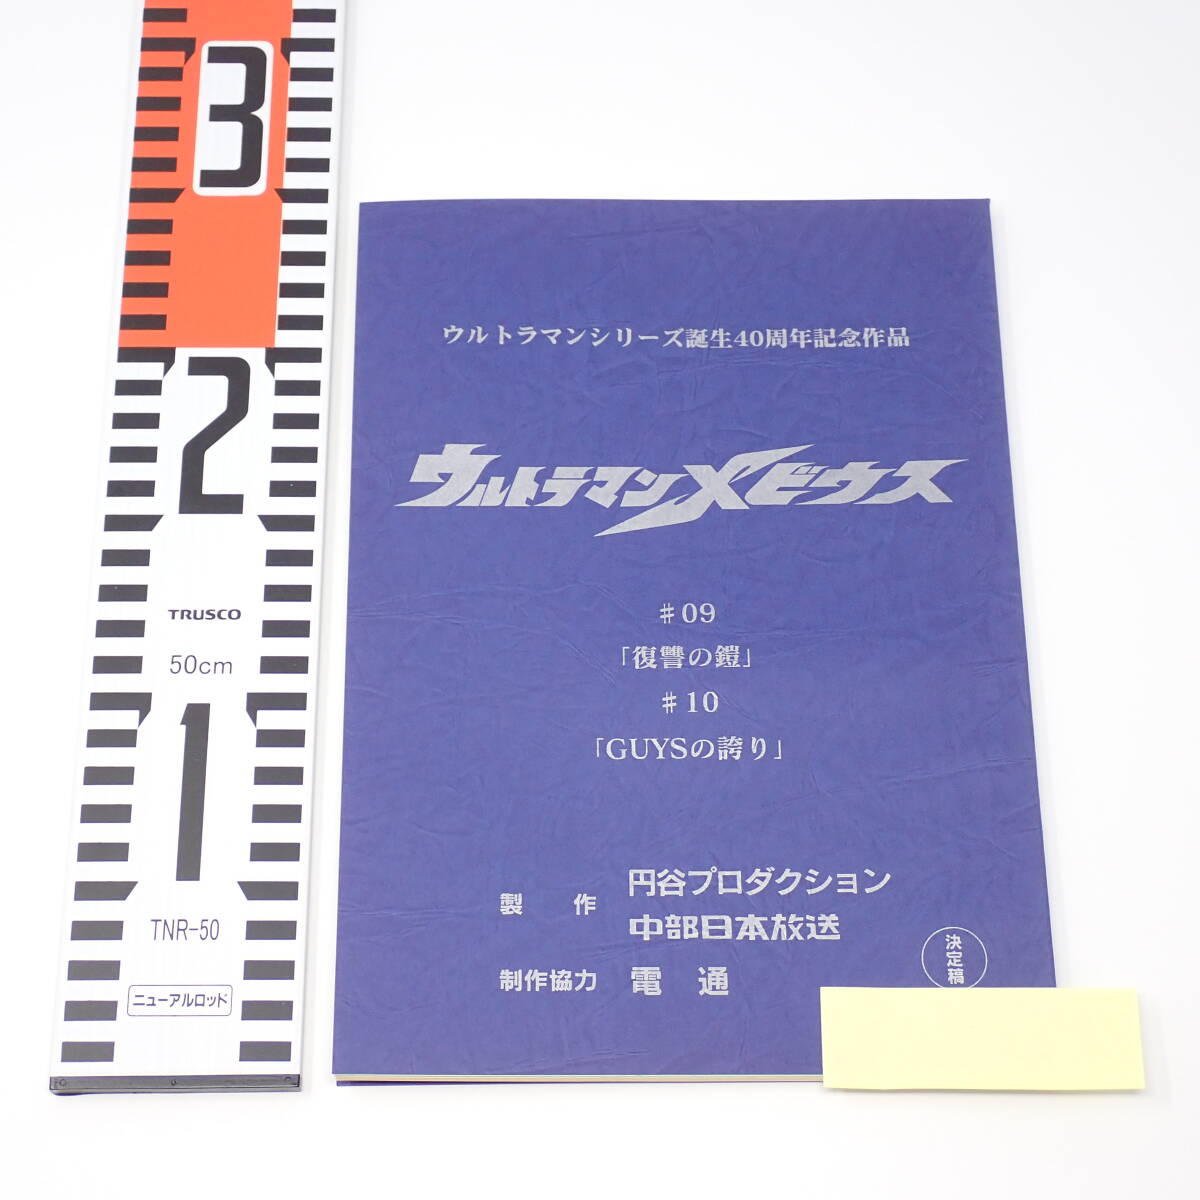 3
2
TRUSCO
50cm
1
TNR-50
ニューアルロッド
ウルトラマンシリーズ誕生40周年記念作品
ウルトラマンメビウス
♯09
「復讐の鎧」
♯10
「GUYSの誇り」
製作 円谷プロダクション
中部日本放送
制作協力 電通
決定稿